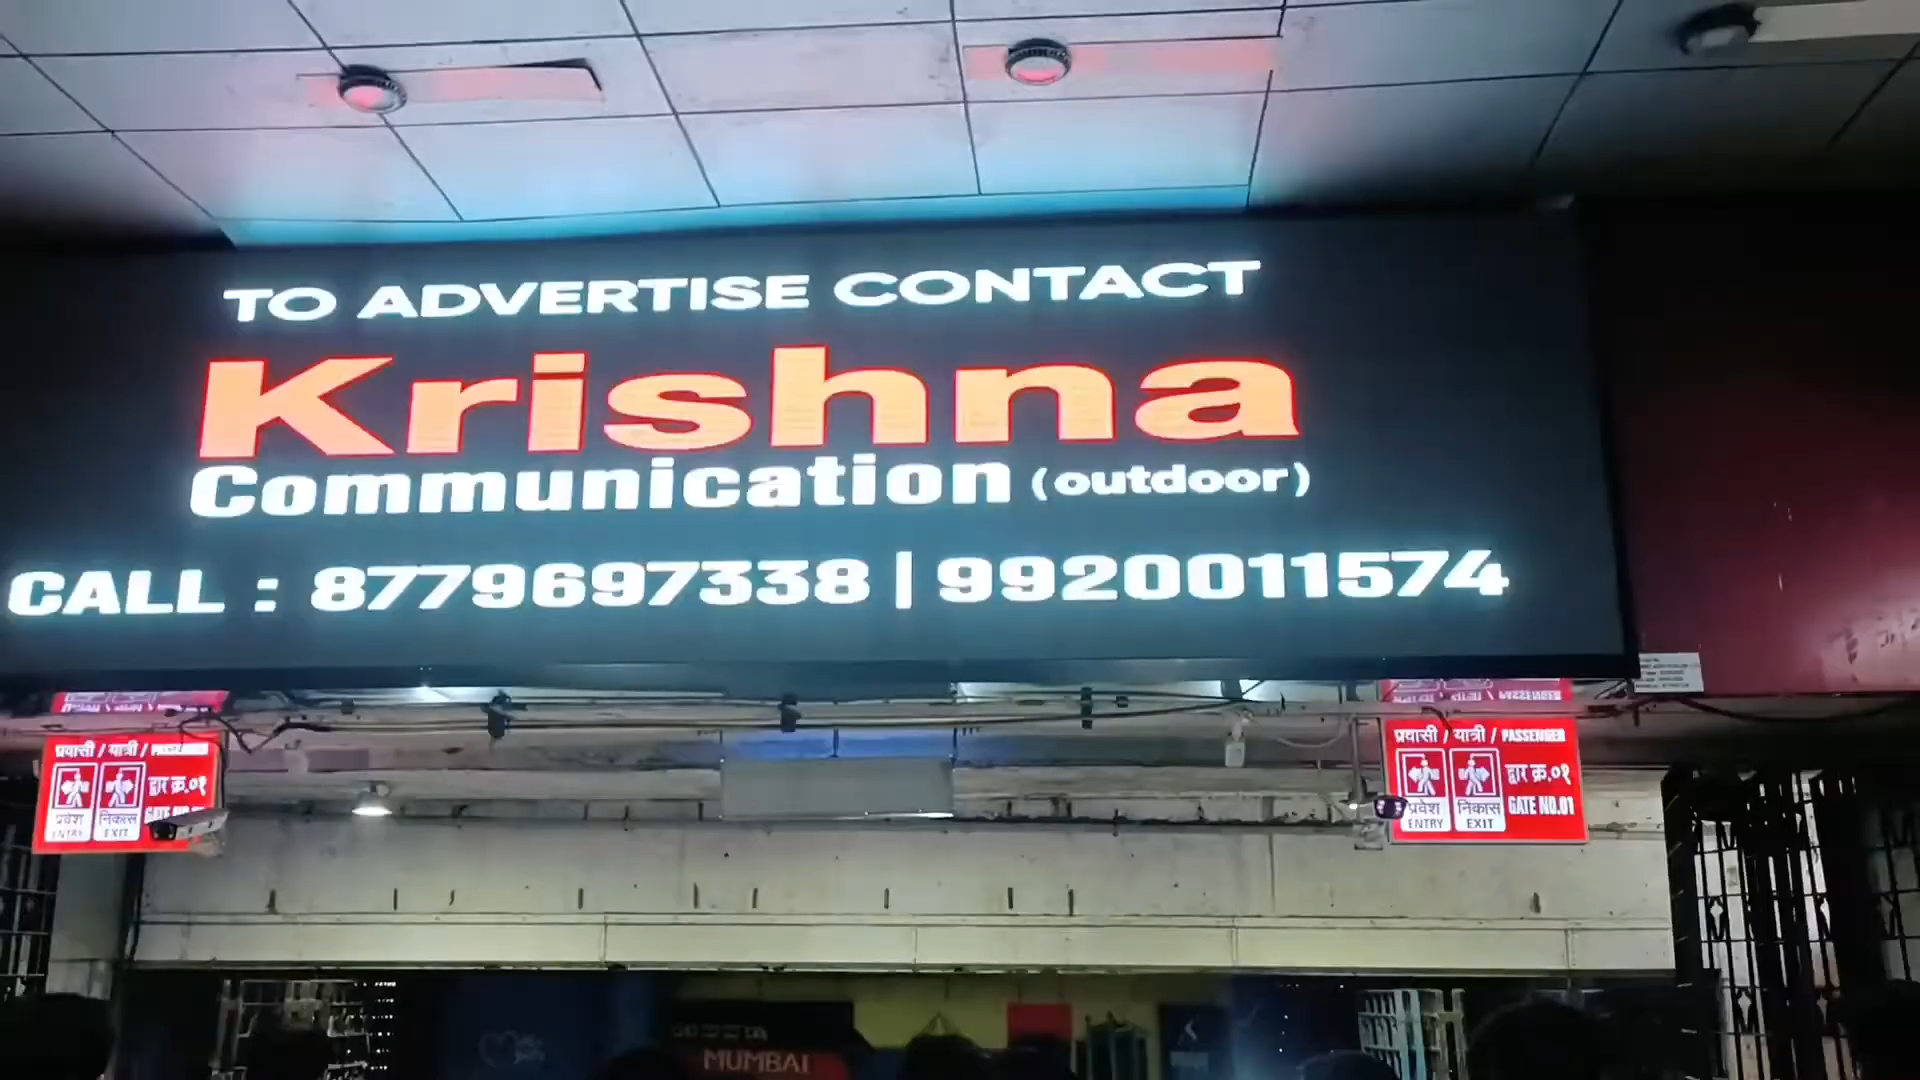 TO ADVERTISE CONTACT
Krishna
Communication (outdoor)
CALL : 8779697338 | 9920011574
प्रवासी / यात्री / PASSENGER
द्वार क्र.०१
प्रवेश निकास
ENTRY EXIT
प्रवासी / यात्री / PASSENGER
द्वार क्र.०१
GATE NO.01
प्रवेश निकास
ENTRY EXIT
MUMBAI